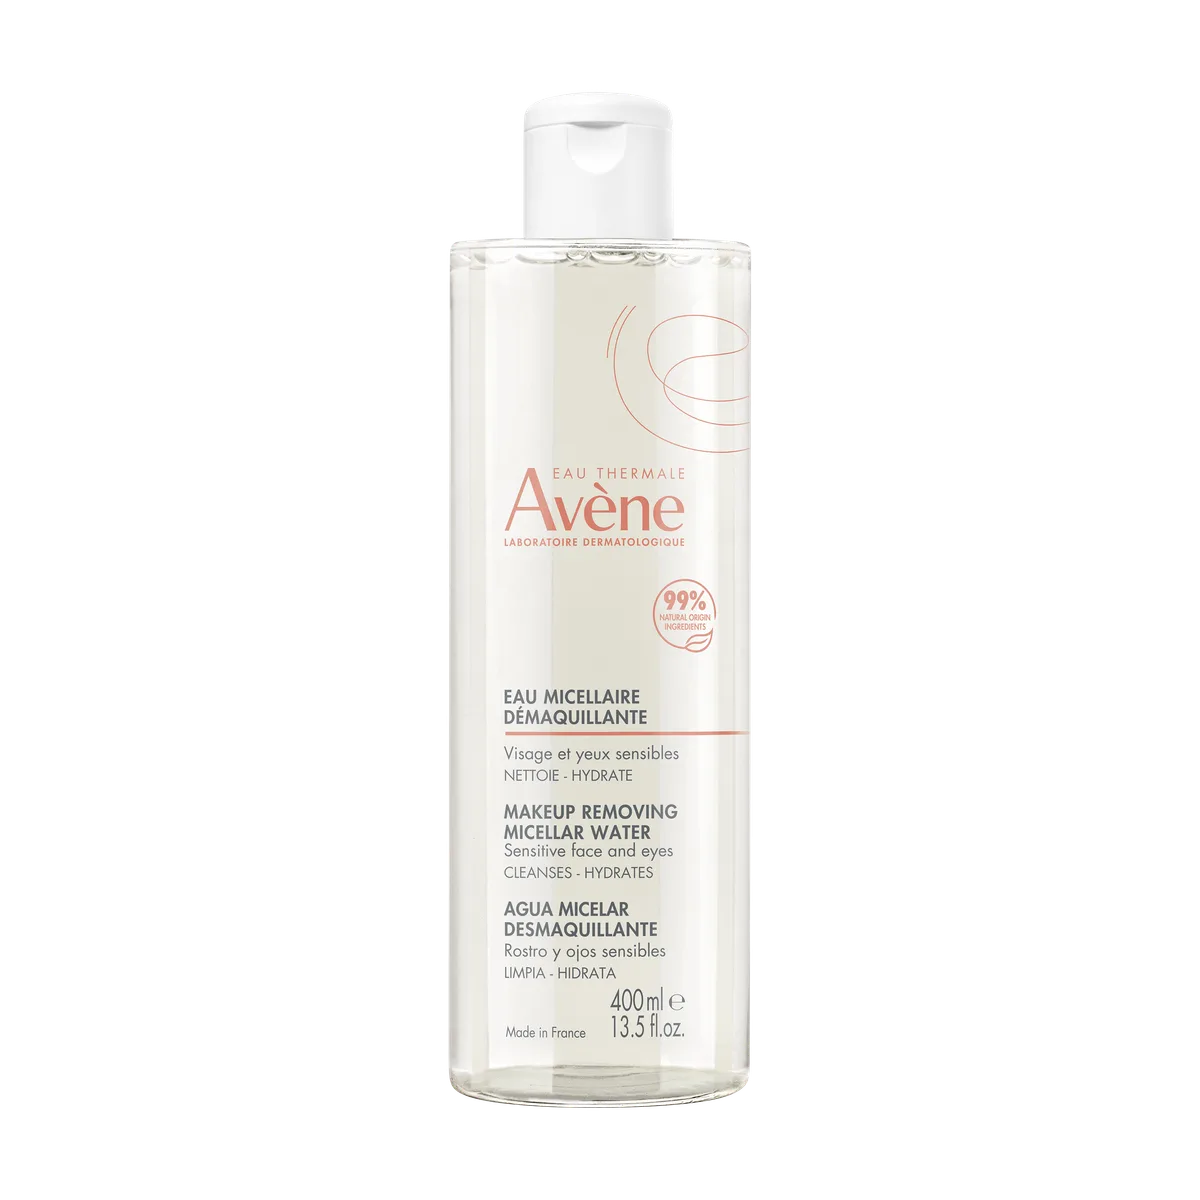 EAU THERMALE
Avène
LABORATOIRE DERMATOLOGIQUE
99%
NATURAL ORIGIN
INGREDIENTS
EAU MICELLAIRE
DÉMAQUILLANTE
Visage et yeux sensibles
NETTOIE - HYDRATE
MAKEUP REMOVING
MICELLAR WATER
Sensitive face and eyes
CLEANSES - HYDRATES
AGUA MICELAR
DESMAQUILLANTE
Rostro y ojos sensibles
LIMPIA - HIDRATA
400 ml ℮
Made in France 13.5 fl.oz.